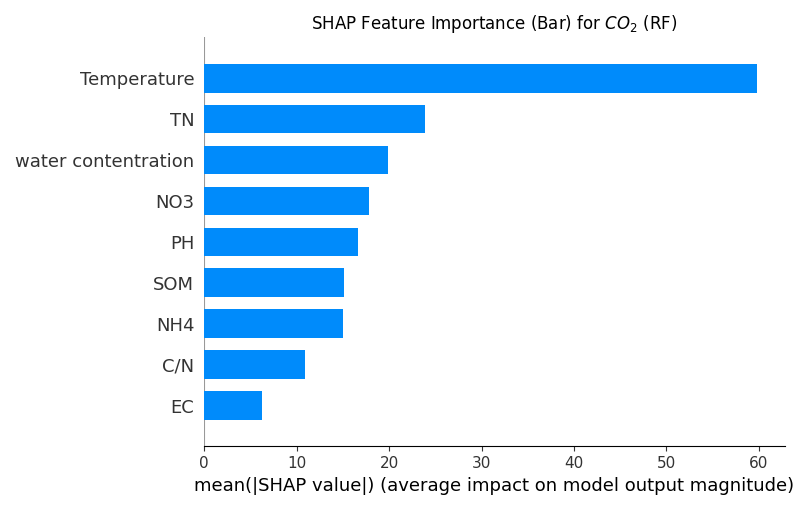 SHAP Feature Importance (Bar) for CO₂ (RF)
Temperature
TN
water contentration
NO3
PH
SOM
NH4
C/N
EC
0 10 20 30 40 50 60
mean(|SHAP value|) (average impact on model output magnitude)